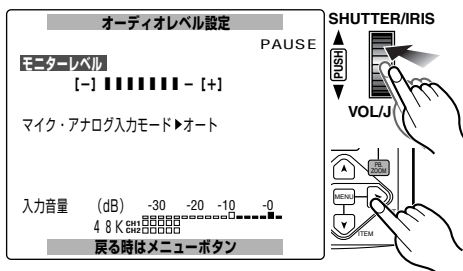 オーディオレベル設定
PAUSE
モニターレベル
[-] ▮▮▮▮▮▮▮ – [+]
マイク・アナログ入力モード▶オート
入力音量 (dB) -30 -20 -10 -0
48K CH1
CH2
戻る時はメニューボタン
SHUTTER/IRIS
PUSH
VOL/J
PB.
ZOOM
MENU
ITEM